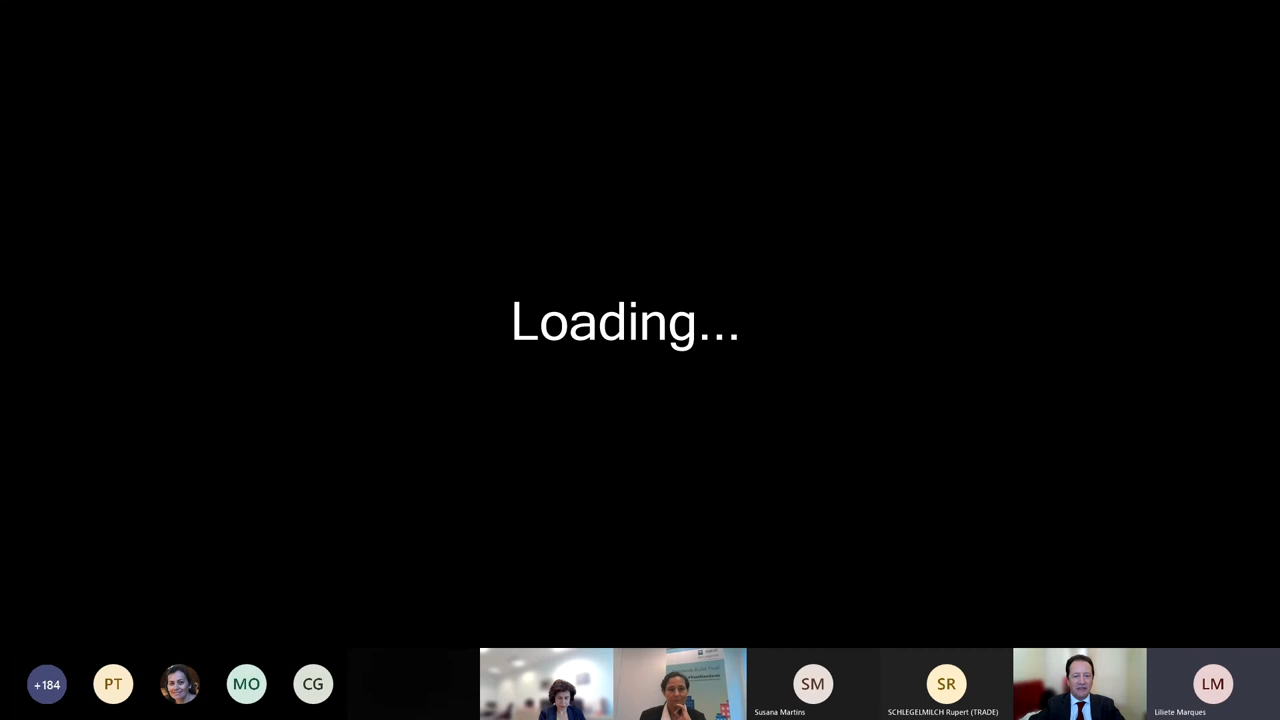 Loading...
+184
PT
MO
CG
SM
Susana Martins
SR
SCHLEGELMILCH Rupert (TRADE)
LM
Liliete Marques